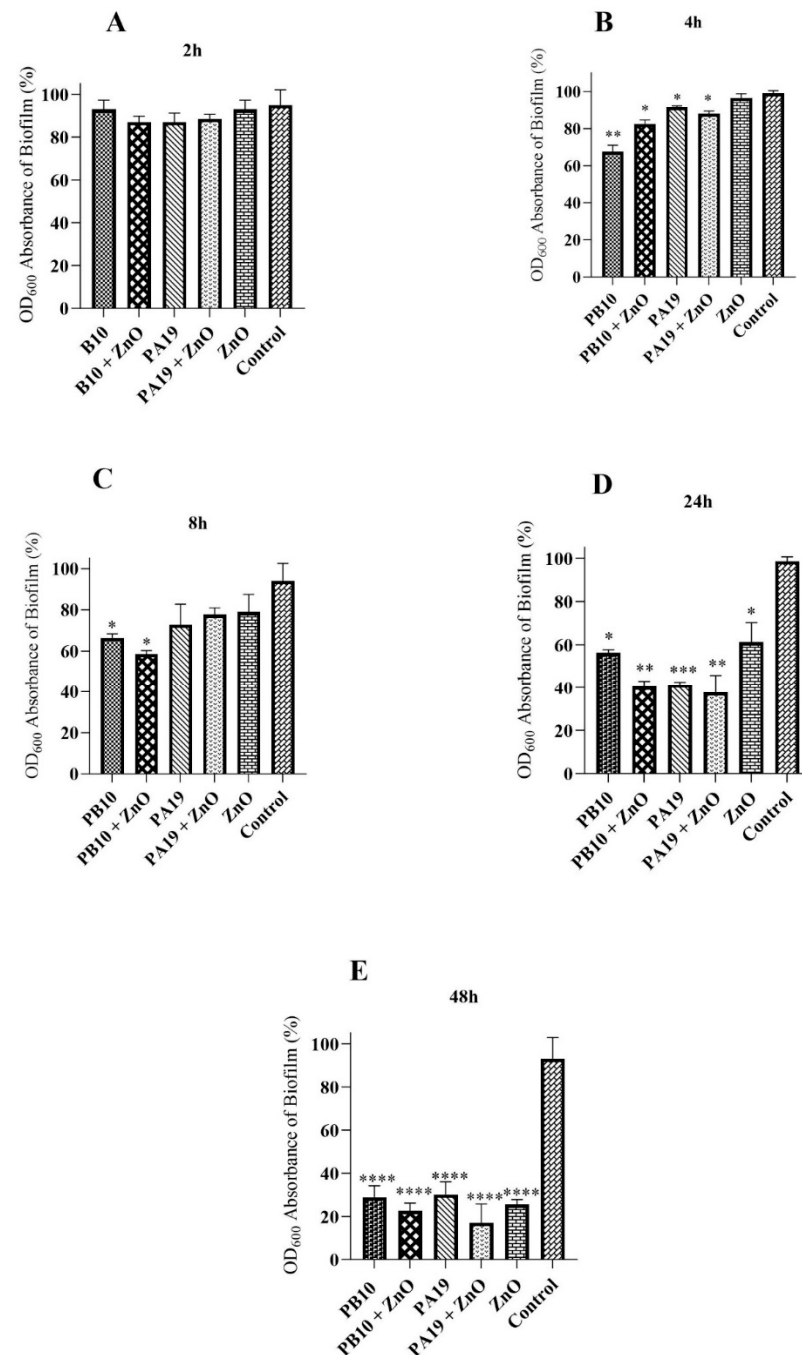 A
2h
OD600 Absorbance of Biofilm (%)
100
80
60
40
20
0
B10
B10 + ZnO
PA19
PA19 + ZnO
ZnO
Control
B
4h
OD600 Absorbance of Biofilm (%)
100
80
60
40
20
0
**
*
*
*
PB10
PB10 + ZnO
PA19
PA19 + ZnO
ZnO
Control
C
8h
OD600 Absorbance of Biofilm (%)
100
80
60
40
20
0
*
*
PB10
PB10 + ZnO
PA19
PA19 + ZnO
ZnO
Control
D
24h
OD600 Absorbance of Biofilm (%)
100
80
60
40
20
0
*
**
***
**
*
PB10
PB10 + ZnO
PA19
PA19 + ZnO
ZnO
Control
E
48h
OD600 Absorbance of Biofilm (%)
100
80
60
40
20
0
****
****
****
****
****
PB10
PB10 + ZnO
PA19
PA19 + ZnO
ZnO
Control